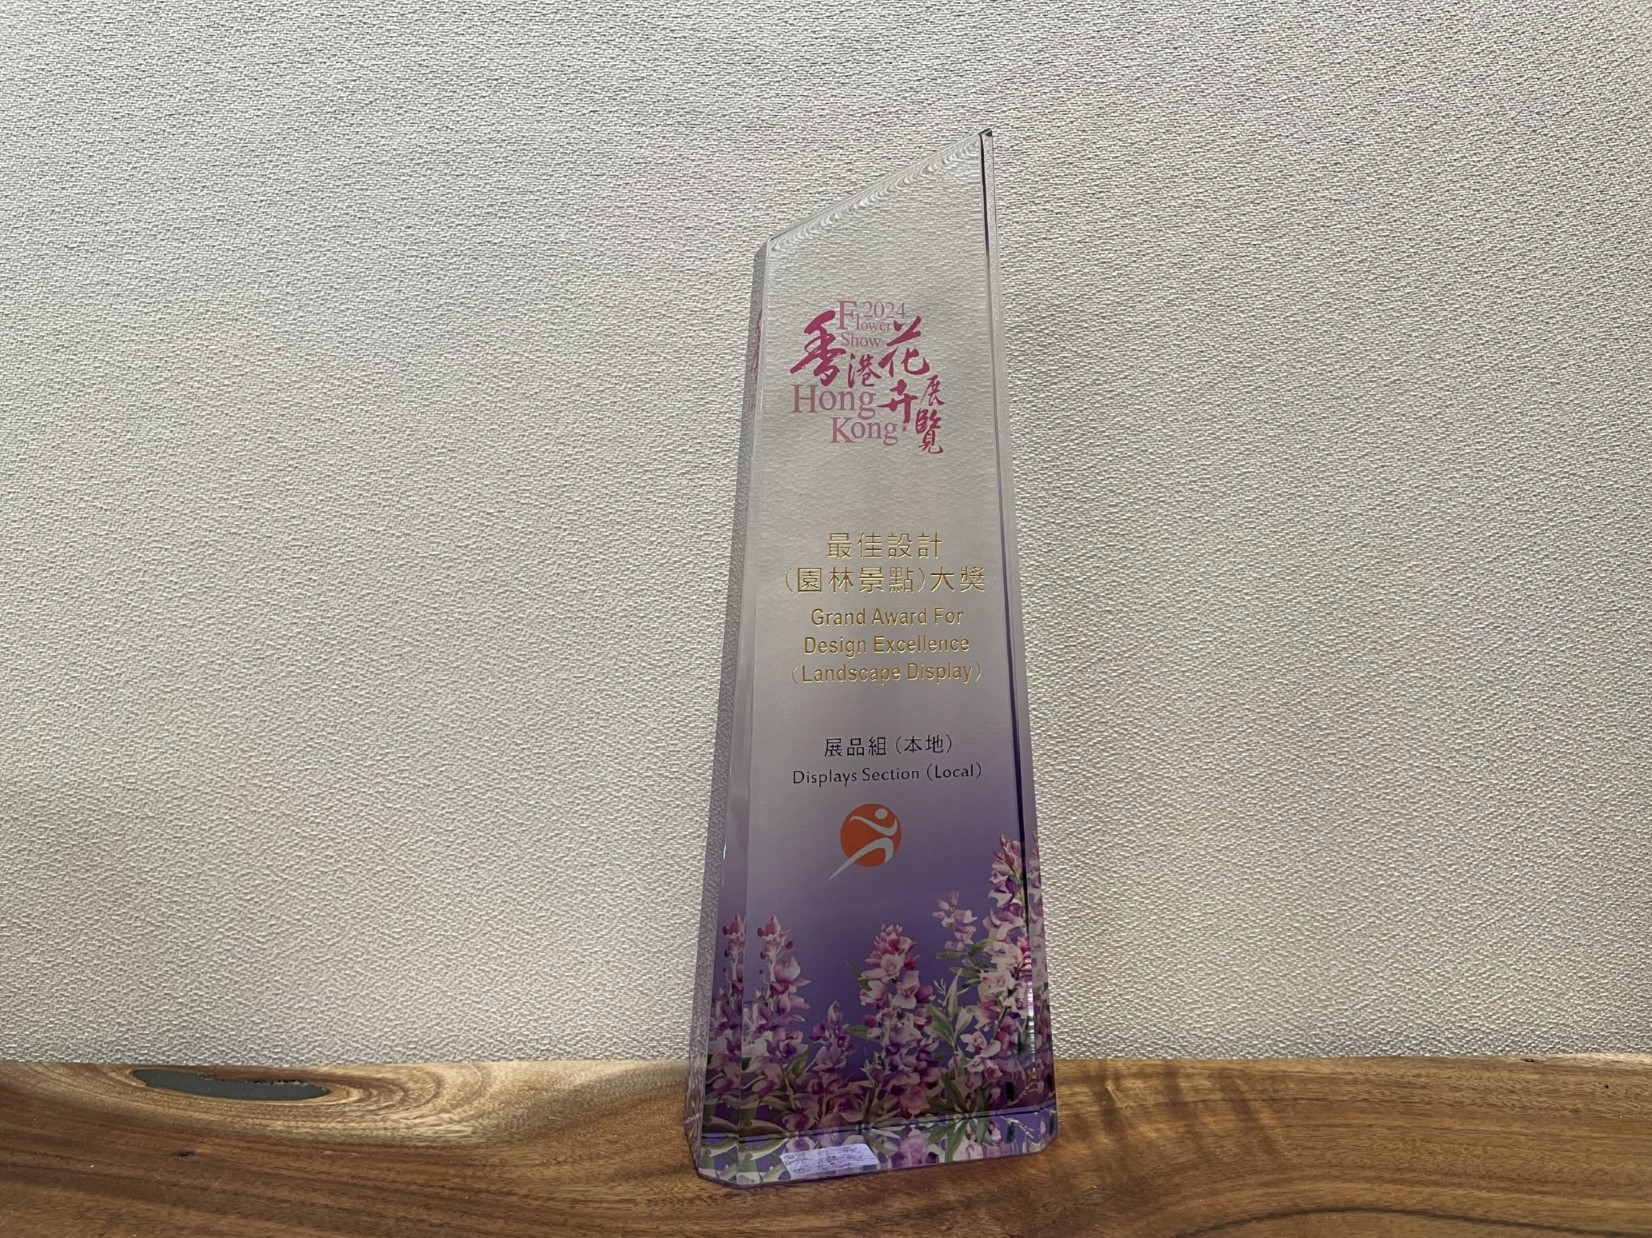 2024
Flower
Show
香港花卉展覽
Hong
Kong
最佳設計
(園林景點)大獎
Grand Award For
Design Excellence
(Landscape Display)
展品組(本地)
Displays Section (Local)